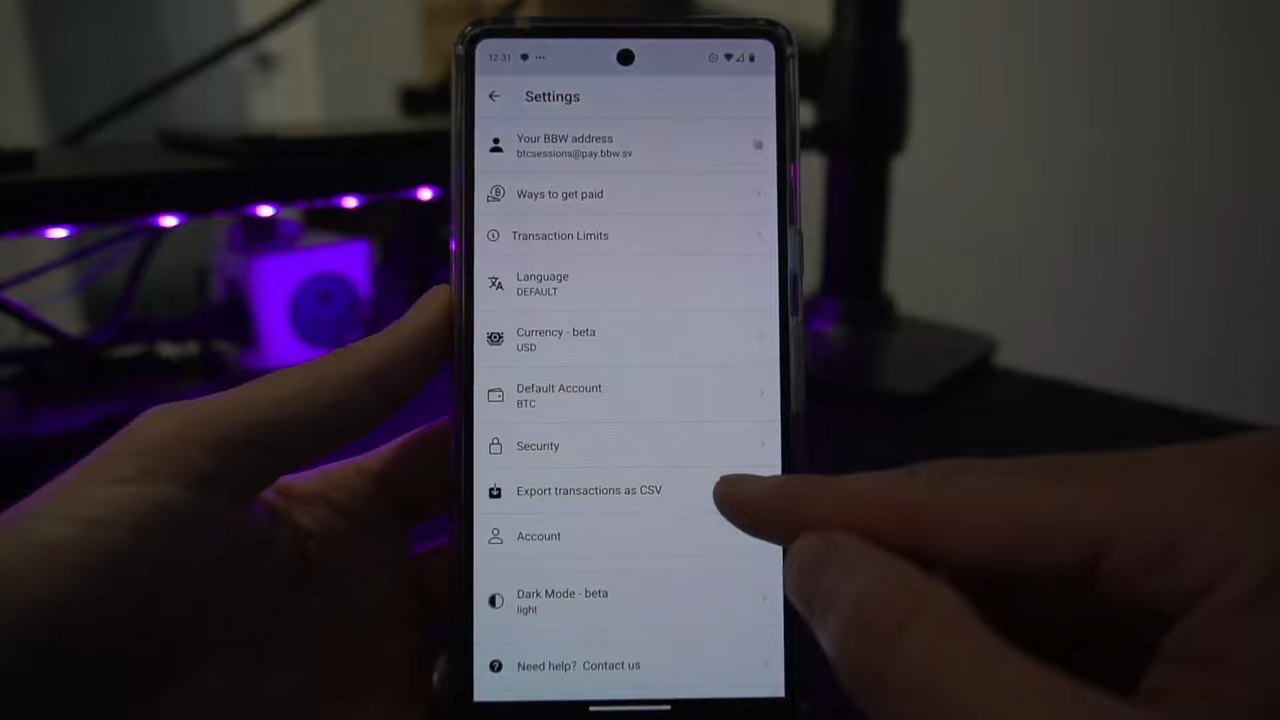 12:31
Settings
Your BBW address
btcsessions@pay.bbw.sv
Ways to get paid
Transaction Limits
Language
DEFAULT
Currency - beta
USD
Default Account
BTC
Security
Export transactions as CSV
Account
Dark Mode - beta
light
Need help? Contact us